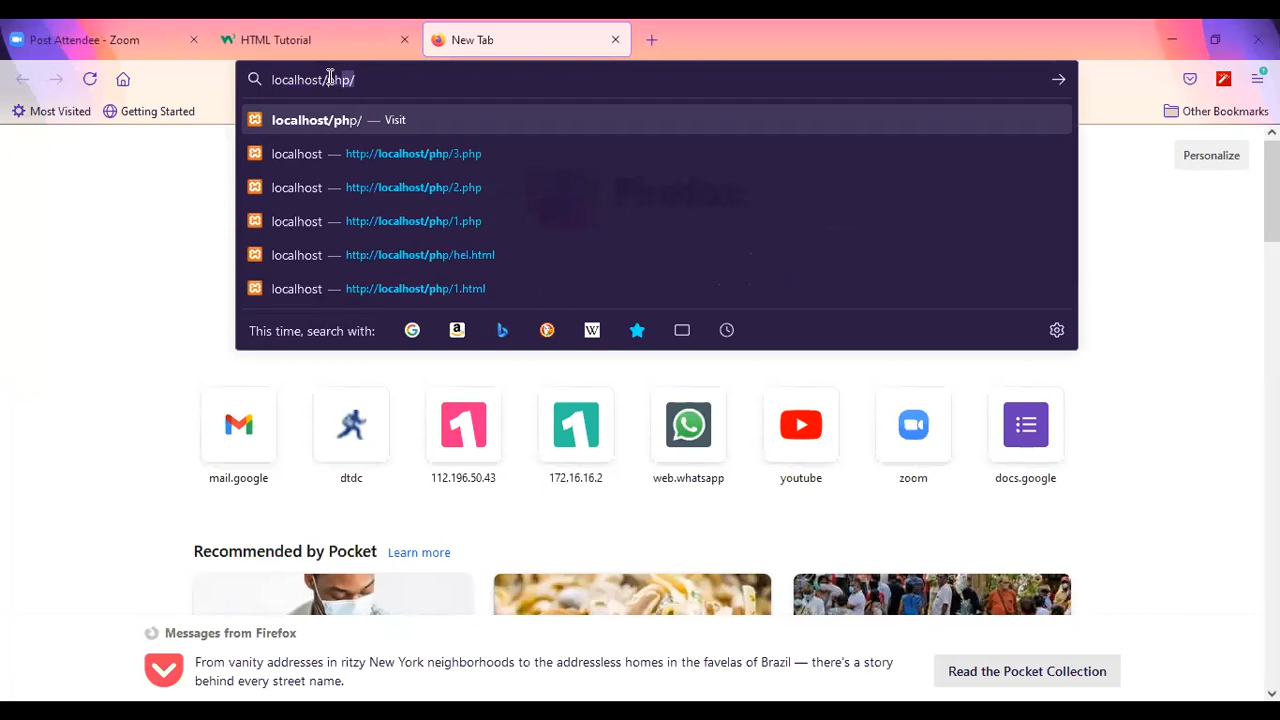 Post Attendee - Zoom
HTML Tutorial
New Tab
localhost/php/
Most Visited
Getting Started
Other Bookmarks
localhost/php/ — Visit
localhost — http://localhost/php/3.php
localhost — http://localhost/php/2.php
localhost — http://localhost/php/1.php
localhost — http://localhost/php/hel.html
localhost — http://localhost/php/1.html
This time, search with:
Personalize
Firefox
mail.google
dtdc
112.196.50.43
172.16.16.2
web.whatsapp
youtube
zoom
docs.google
Recommended by Pocket Learn more
Messages from Firefox
From vanity addresses in ritzy New York neighborhoods to the addressless homes in the favelas of Brazil — there's a story
behind every street name.
Read the Pocket Collection